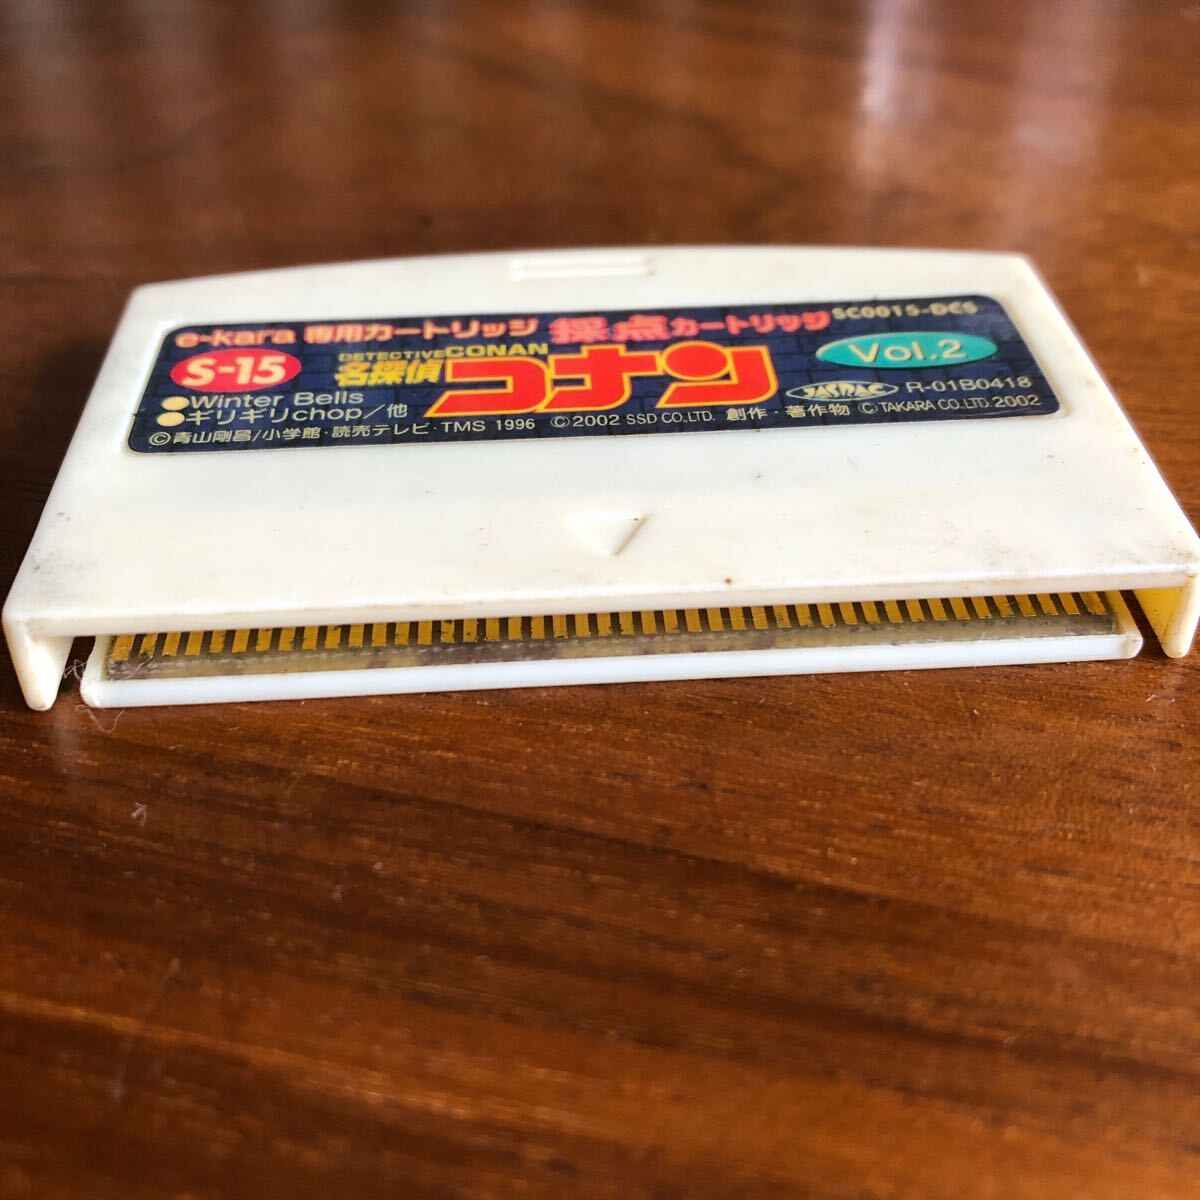 e-kara 専用カートリッジ 採点カートリッジ SC0015-DCS
S-15 DETECTIVE CONAN 名探偵コナン Vol.2
●Winter Bells
●ギリギリchop/他
JASRAC R-01B0418
©青山剛昌/小学館・読売テレビ・TMS 1996 ©2002 SSD CO.,LTD. 創作・著作物 ©TAKARA CO.,LTD.2002